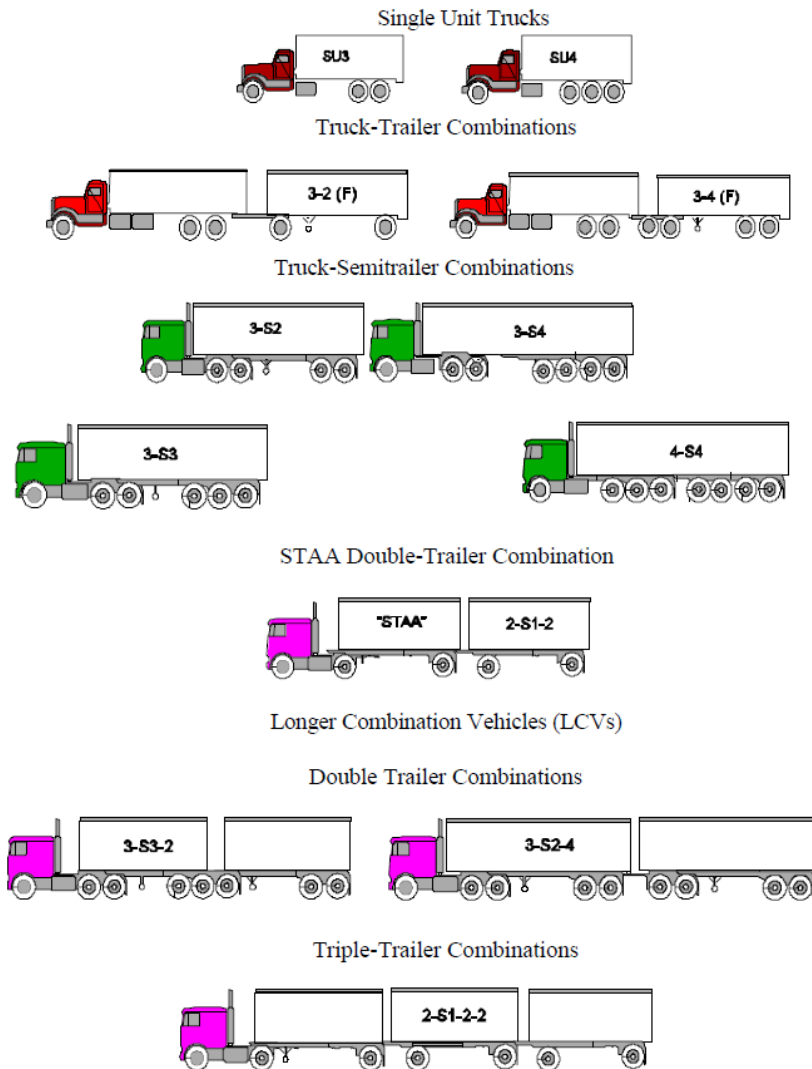 Single Unit Trucks
SU3
SU4
Truck-Trailer Combinations
3-2 (F)
3-4 (F)
Truck-Semitrailer Combinations
3-S2
3-S4
3-S3
4-S4
STAA Double-Trailer Combination
"STAA"
2-S1-2
Longer Combination Vehicles (LCVs)
Double Trailer Combinations
3-S3-2
3-S2-4
Triple-Trailer Combinations
2-S1-2-2